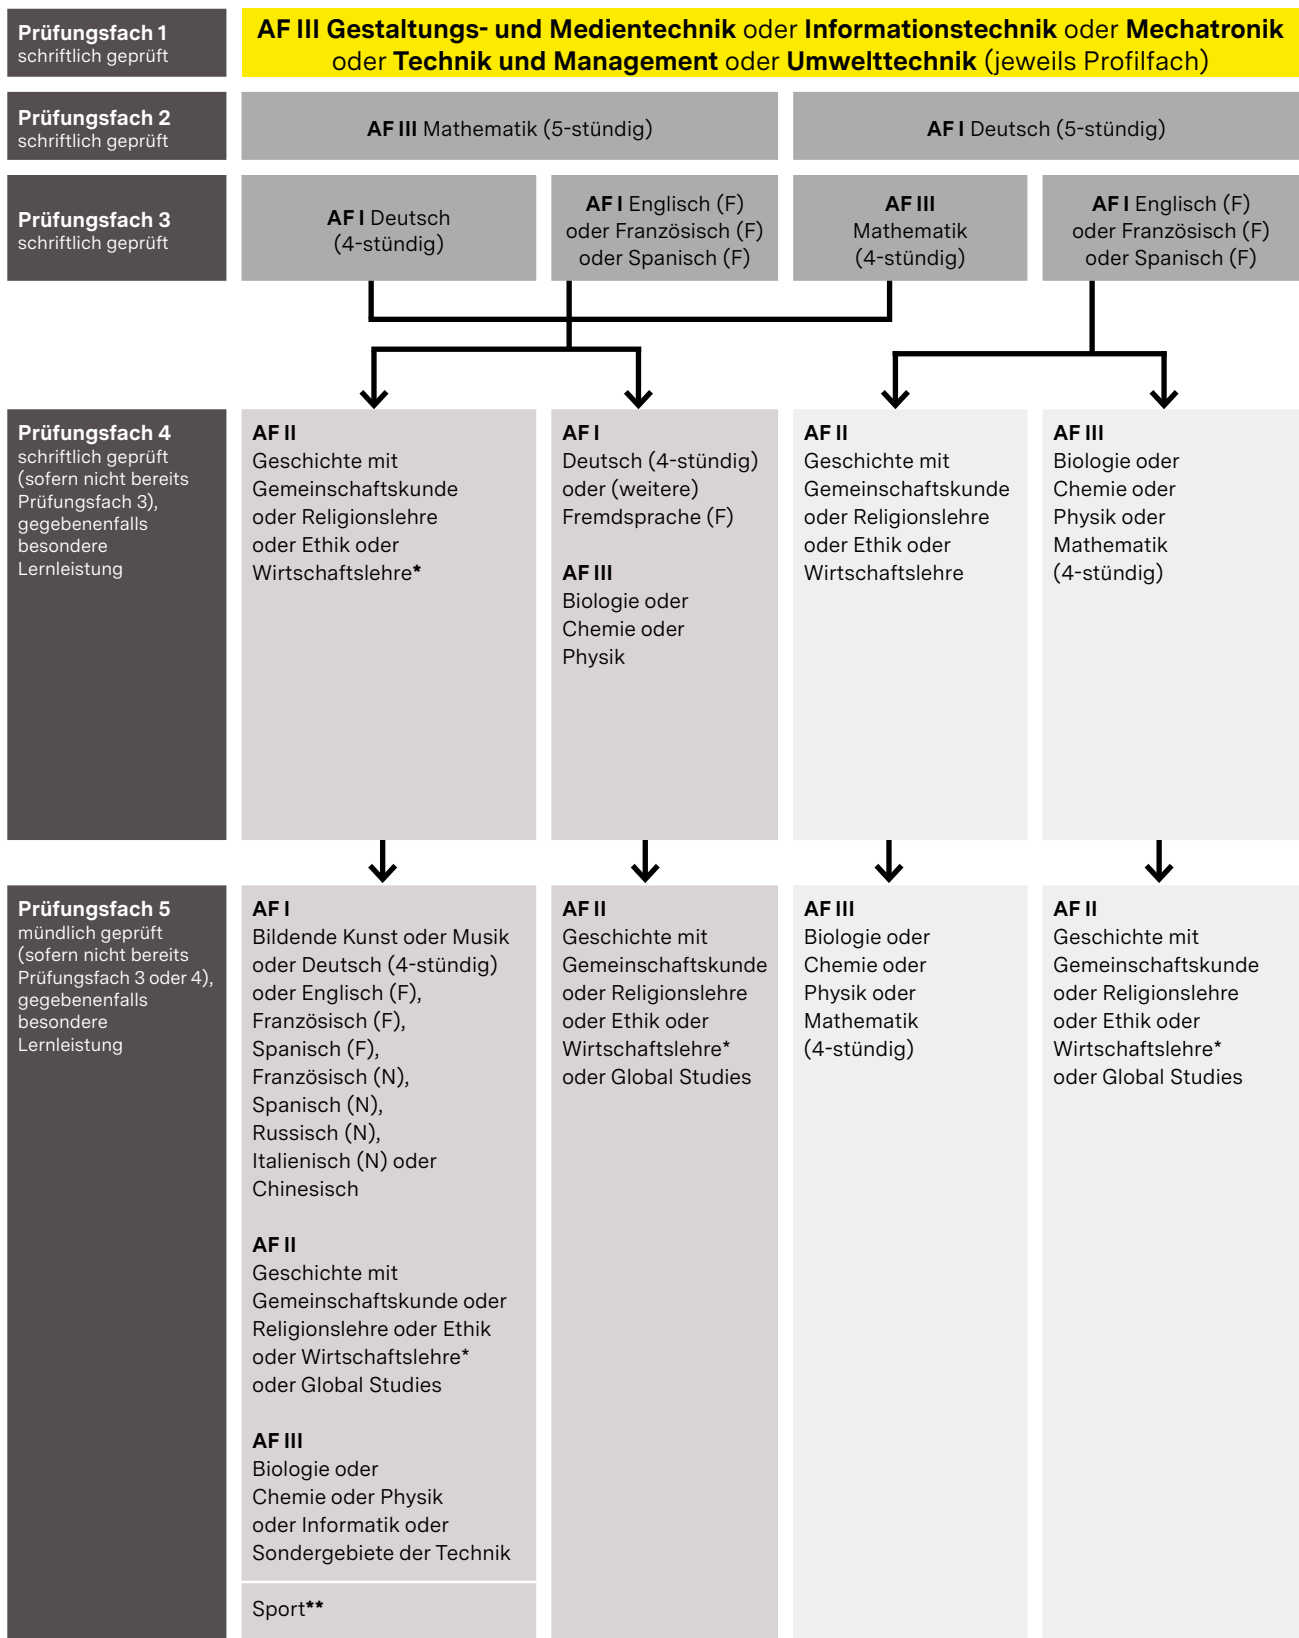 Prüfungsfach 1
schriftlich geprüft
AF III Gestaltungs- und Medientechnik oder Informationstechnik oder Mechatronik
oder Technik und Management oder Umwelttechnik (jeweils Profilfach)
Prüfungsfach 2
schriftlich geprüft
AF III Mathematik (5-stündig)
AF I Deutsch (5-stündig)
Prüfungsfach 3
schriftlich geprüft
AF I Deutsch
(4-stündig)
AF I Englisch (F)
oder Französisch (F)
oder Spanisch (F)
AF III
Mathematik
(4-stündig)
AF I Englisch (F)
oder Französisch (F)
oder Spanisch (F)
Prüfungsfach 4
schriftlich geprüft
(sofern nicht bereits
Prüfungsfach 3),
gegebenenfalls
besondere
Lernleistung
AF II
Geschichte mit
Gemeinschaftskunde
oder Religionslehre
oder Ethik oder
Wirtschaftslehre*
AF I
Deutsch (4-stündig)
oder (weitere)
Fremdsprache (F)
AF III
Biologie oder
Chemie oder
Physik
AF II
Geschichte mit
Gemeinschaftskunde
oder Religionslehre
oder Ethik oder
Wirtschaftslehre
AF III
Biologie oder
Chemie oder
Physik oder
Mathematik
(4-stündig)
Prüfungsfach 5
mündlich geprüft
(sofern nicht bereits
Prüfungsfach 3 oder 4),
gegebenenfalls
besondere
Lernleistung
AF I
Bildende Kunst oder Musik
oder Deutsch (4-stündig)
oder Englisch (F),
Französisch (F),
Spanisch (F),
Französisch (N),
Spanisch (N),
Russisch (N),
Italienisch (N) oder
Chinesisch
AF II
Geschichte mit
Gemeinschaftskunde oder
Religionslehre oder Ethik
oder Wirtschaftslehre*
oder Global Studies
AF III
Biologie oder
Chemie oder Physik
oder Informatik oder
Sondergebiete der Technik
Sport**
AF II
Geschichte mit
Gemeinschaftskunde
oder Religionslehre
oder Ethik oder
Wirtschaftslehre*
oder Global Studies
AF III
Biologie oder
Chemie oder
Physik oder
Mathematik
(4-stündig)
AF II
Geschichte mit
Gemeinschaftskunde
oder Religionslehre
oder Ethik oder
Wirtschaftslehre*
oder Global Studies